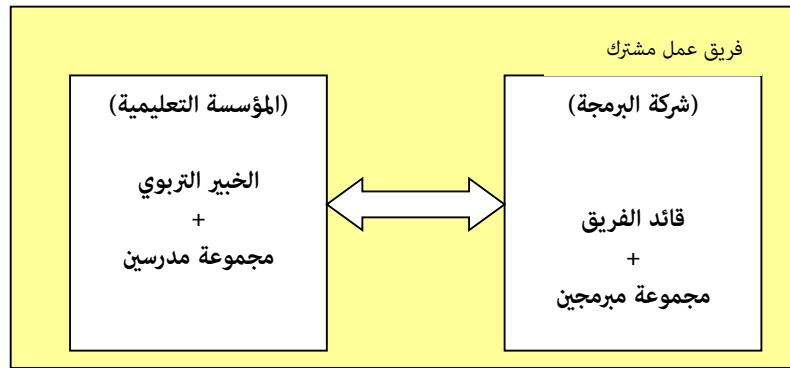 فريق عمل مشترك
(شركة البرمجة)
قائد الفريق
+
مجموعة مبرمجين
(المؤسسة التعليمية)
الخبير التربوي
+
مجموعة مدرسين